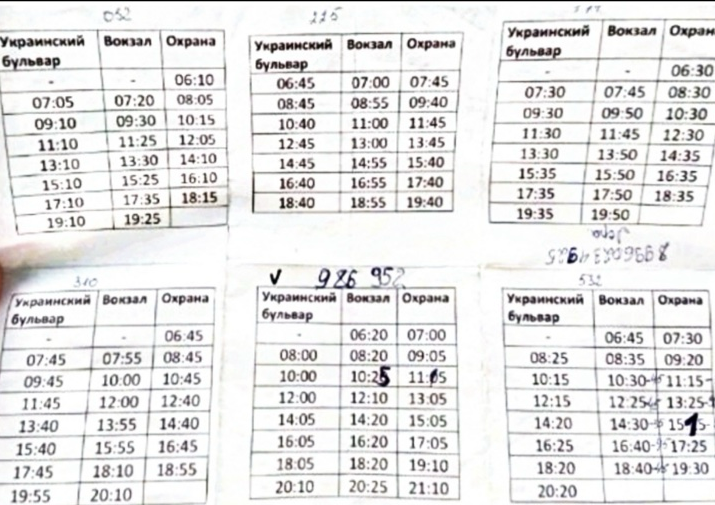 052
Украинский бульвар Вокзал Охрана
- - 06:10
07:05 07:20 08:05
09:10 09:30 10:15
11:10 11:25 12:05
13:10 13:30 14:10
15:10 15:25 16:10
17:10 17:35 18:15
19:10 19:25
225
Украинский бульвар Вокзал Охрана
06:45 07:00 07:45
08:45 08:55 09:40
10:40 11:00 11:45
12:45 13:00 13:45
14:45 14:55 15:40
16:40 16:55 17:40
18:40 18:55 19:40
Украинский бульвар Вокзал Охран
- - 06:30
07:30 07:45 08:30
09:30 09:50 10:30
11:30 11:45 12:30
13:30 13:50 14:35
15:35 15:50 16:35
17:35 17:50 18:35
19:35 19:50
310
Украинский бульвар Вокзал Охрана
- - 06:45
07:45 07:55 08:45
09:45 10:00 10:45
11:45 12:00 12:40
13:40 13:55 14:40
15:40 15:55 16:45
17:45 18:10 18:55
19:55 20:10
986 952
Украинский бульвар Вокзал Охрана
06:20 07:00
08:00 08:20 09:05
10:00 10:25 11:05
12:00 12:10 13:05
14:05 14:20 15:05
16:05 16:20 17:05
18:05 18:20 19:10
20:10 20:25 21:10
532
Украинский бульвар Вокзал Охрана
- 06:45 07:30
08:25 08:35 09:20
10:15 10:30 11:15
12:15 12:25 13:25
14:20 14:30
16:25 16:40 17:25
18:20 18:40 19:30
20:20